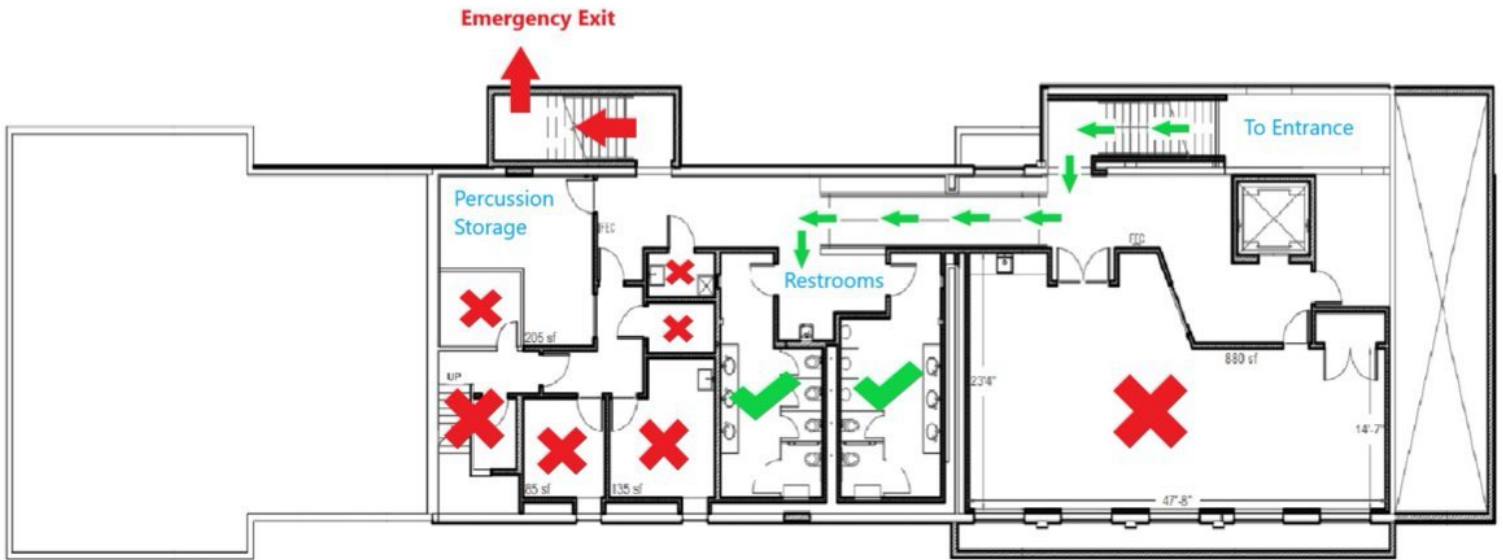 Emergency Exit
To Entrance
Percussion
Storage
FEC
FEC
Restrooms
205 sf
UP
880 sf
23'4"
14'-7"
85 sf
135 sf
47'-8"